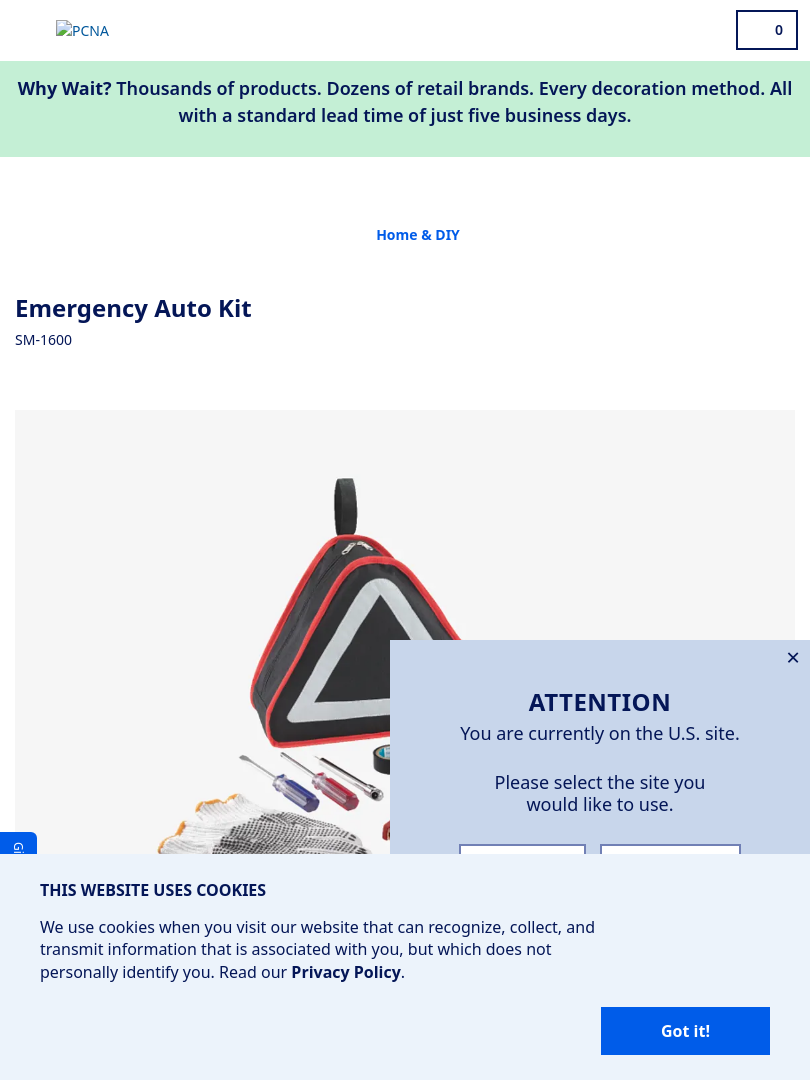 PCNA
0
Why Wait? Thousands of products. Dozens of retail brands. Every decoration method. All
with a standard lead time of just five business days.
Home & DIY
Emergency Auto Kit
SM-1600
×
ATTENTION
You are currently on the U.S. site.
Please select the site you
would like to use.
THIS WEBSITE USES COOKIES
We use cookies when you visit our website that can recognize, collect, and
transmit information that is associated with you, but which does not
personally identify you. Read our Privacy Policy.
Got it!